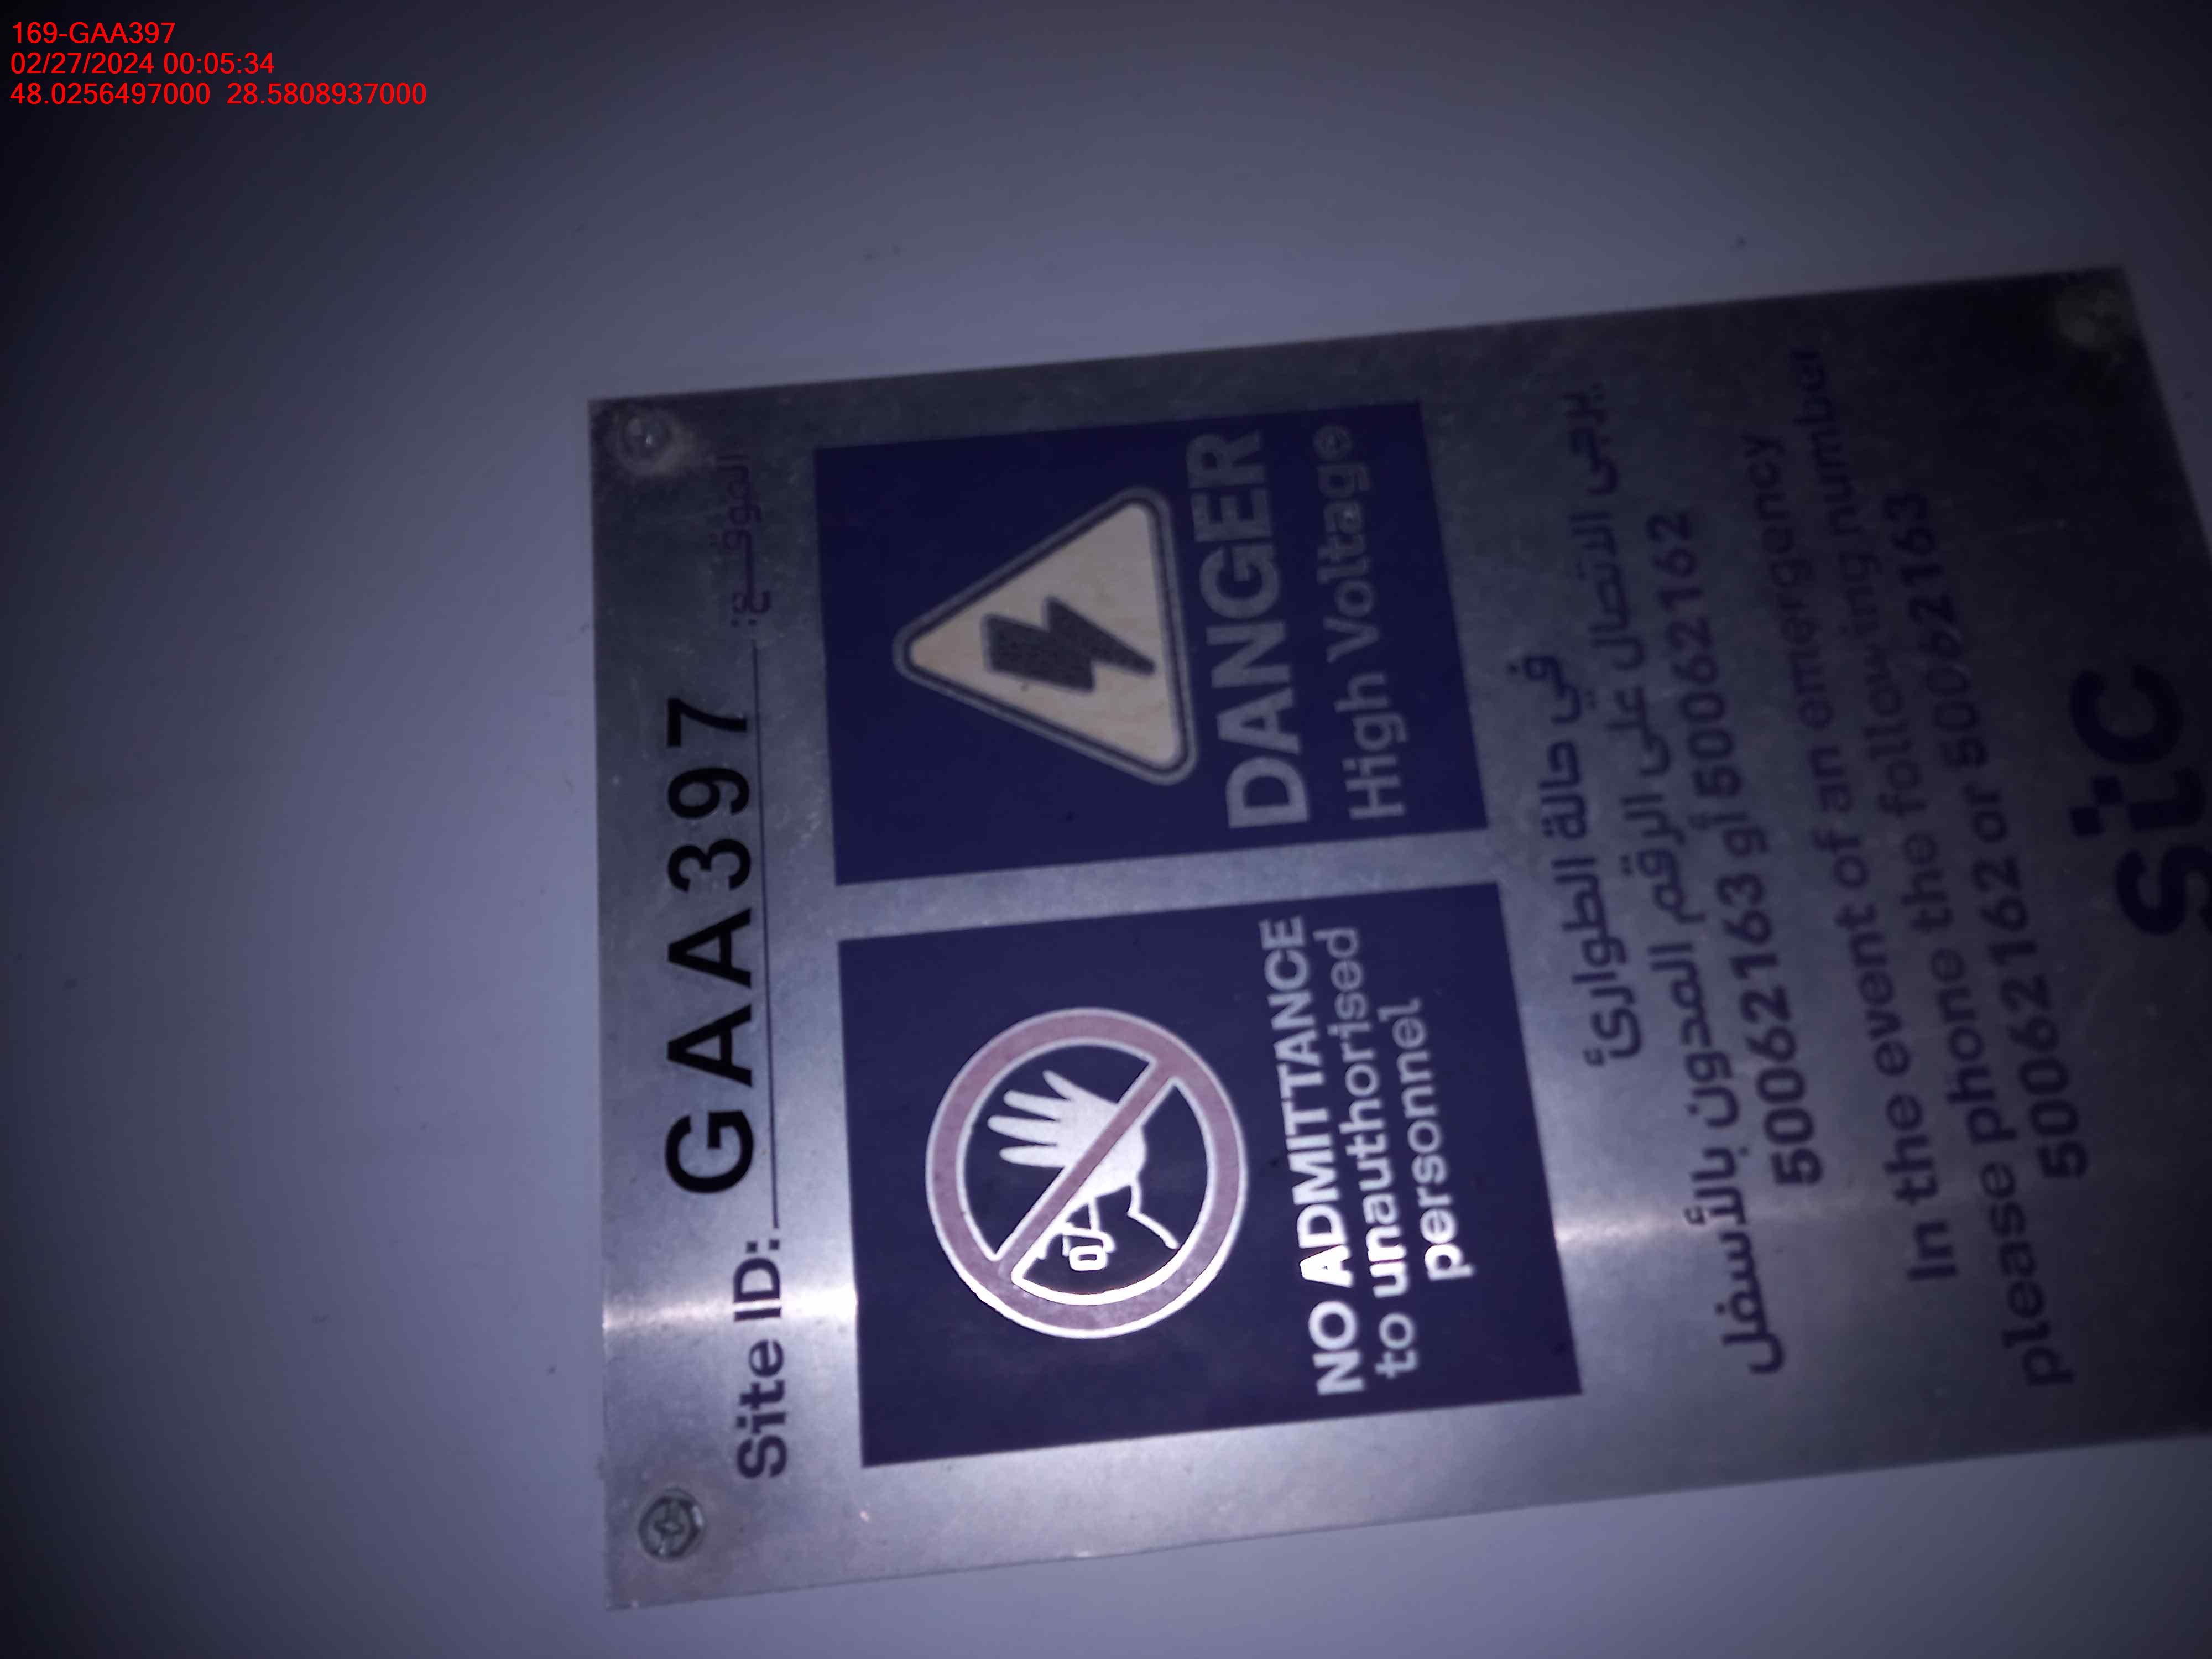 169-GAA397
02/27/2024 00:05:34
48.0256497000 28.5808937000
Site ID: GAA397 الموقـــع:
NO ADMITTANCE
to unauthorised
personnel
DANGER
High Voltage
في حالة الطوارئ
يرجى الاتصال على الرقم المدون بالأسفل
50062163 أو 50062162
In the event of an emergency
please phone the following number
50062162 or 50062163
stc